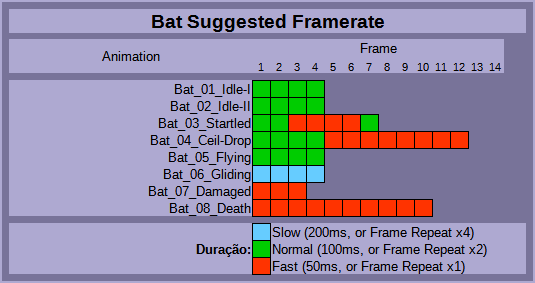 Bat Suggested Framerate
Animation
Frame
1 2 3 4 5 6 7 8 9 10 11 12 13 14
Bat_01_Idle-I
Bat_02_Idle-II
Bat_03_Startled
Bat_04_Ceil-Drop
Bat_05_Flying
Bat_06_Gliding
Bat_07_Damaged
Bat_08_Death
Duração:
Slow (200ms, or Frame Repeat x4)
Normal (100ms, or Frame Repeat x2)
Fast (50ms, or Frame Repeat x1)